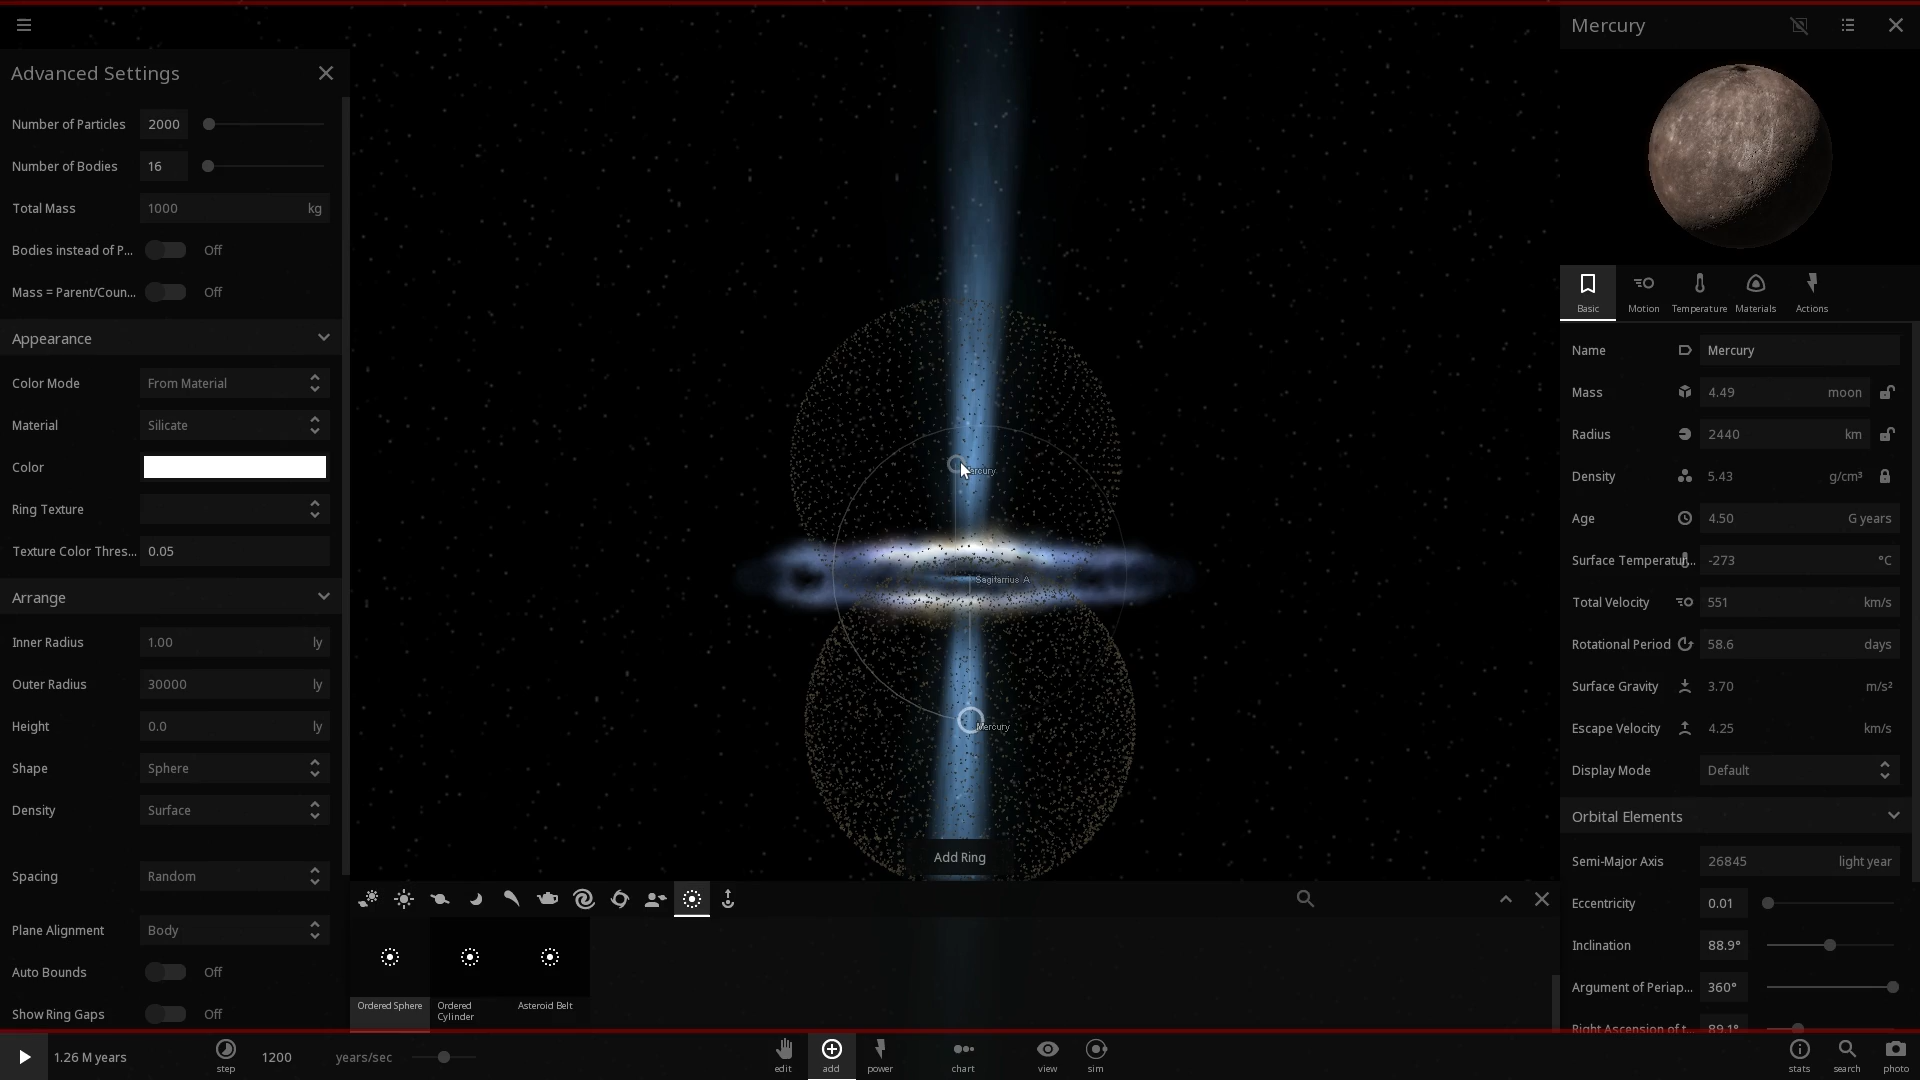 Advanced Settings
Number of Particles 2000
Number of Bodies 16
Total Mass 1000 kg
Bodies instead of P... Off
Mass = Parent/Coun... Off
Appearance
Color Mode From Material
Material Silicate
Color
Ring Texture
Texture Color Thres... 0.05
Arrange
Inner Radius 1.00 ly
Outer Radius 30000 ly
Height 0.0 ly
Shape Sphere
Density Surface
Spacing Random
Plane Alignment Body
Auto Bounds Off
Show Ring Gaps Off
Mercury
Sagittarius A
Mercury
Add Ring
Ordered Sphere
Ordered Cylinder
Asteroid Belt
Mercury
Basic Motion Temperature Materials Actions
Name Mercury
Mass 4.49 moon
Radius 2440 km
Density 5.43 g/cm³
Age 4.50 G years
Surface Temperatur... -273 °C
Total Velocity 551 km/s
Rotational Period 58.6 days
Surface Gravity 3.70 m/s²
Escape Velocity 4.25 km/s
Display Mode Default
Orbital Elements
Semi-Major Axis 26845 light year
Eccentricity 0.01
Inclination 88.9°
Argument of Periap... 360°
Right Ascension of t... 89.1°
1.26 M years
step
1200 years/sec
edit add power chart view sim
stats search photo